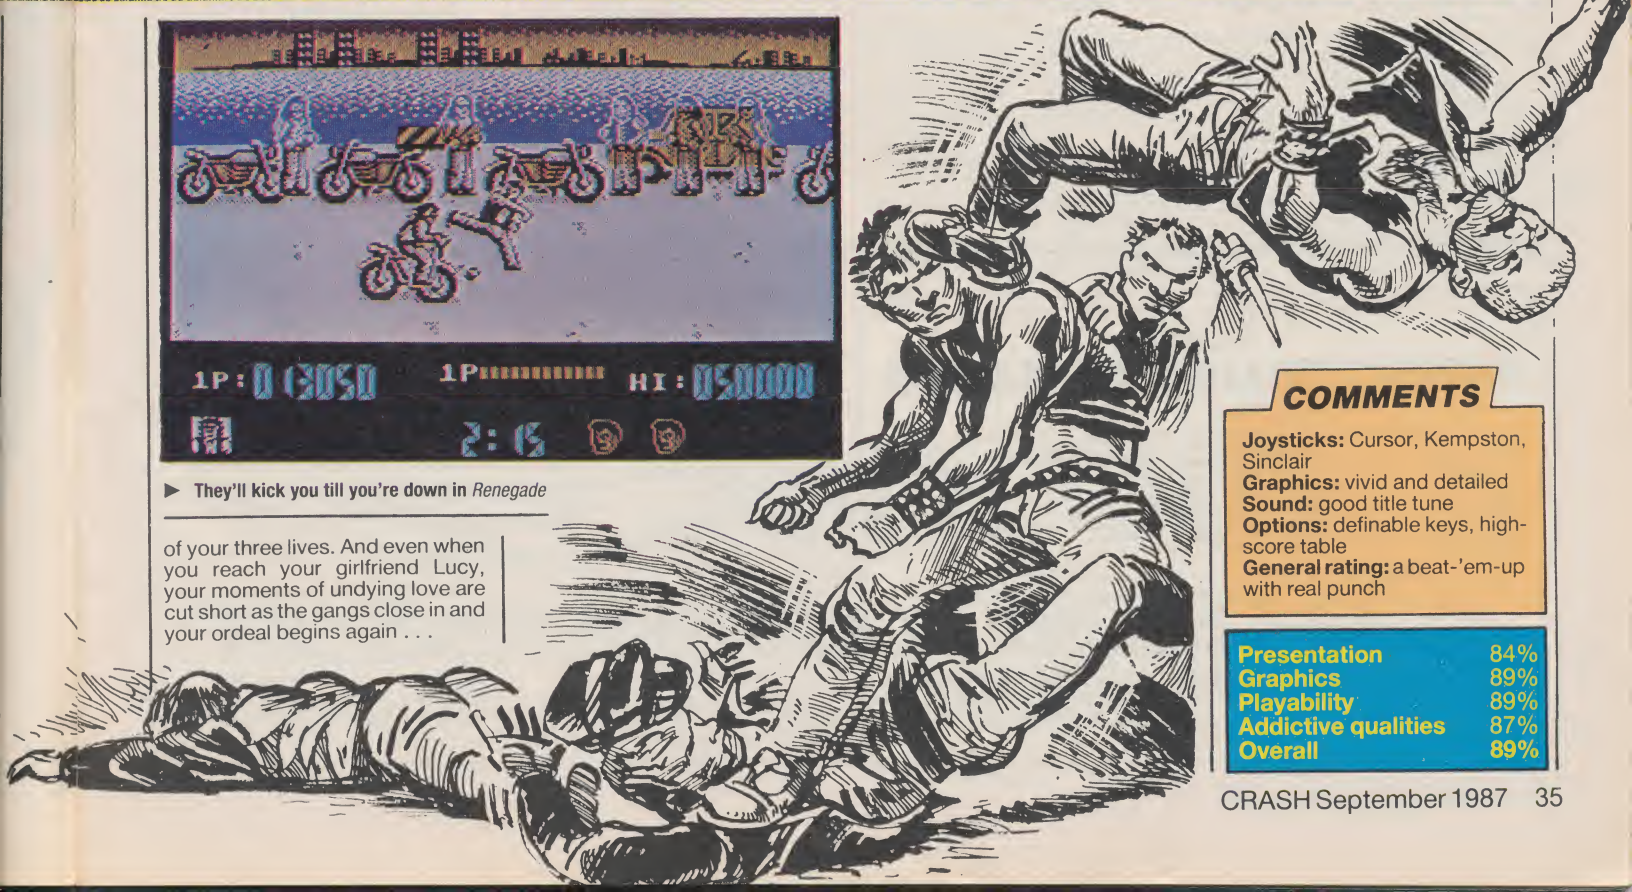 1P: 013050 1P HI: 050000
2: 15
▶ They'll kick you till you're down in Renegade
of your three lives. And even when
you reach your girlfriend Lucy,
your moments of undying love are
cut short as the gangs close in and
your ordeal begins again . . .
COMMENTS
Joysticks: Cursor, Kempston,
Sinclair
Graphics: vivid and detailed
Sound: good title tune
Options: definable keys, high-
score table
General rating: a beat-'em-up
with real punch
Presentation 84%
Graphics 89%
Playability 89%
Addictive qualities 87%
Overall 89%
CRASH September 1987 35